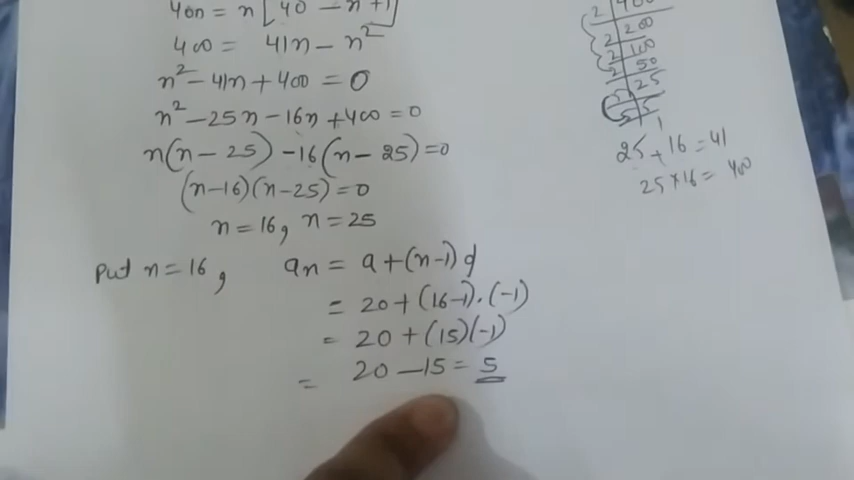 400 = n[40 - n + 1]
400 = 41n - n²
n² - 41n + 400 = 0
n² - 25n - 16n + 400 = 0
n(n - 25) - 16(n - 25) = 0
(n-16)(n-25) = 0
n = 16, n = 25
put n = 16, an = a + (n-1)d
= 20 + (16-1).(-1)
= 20 + (15)(-1)
= 20 - 15 = 5
2 | 400
2 | 200
2 | 100
2 | 50
5 | 25
5 | 5
1
25 + 16 = 41
25 × 16 = 400